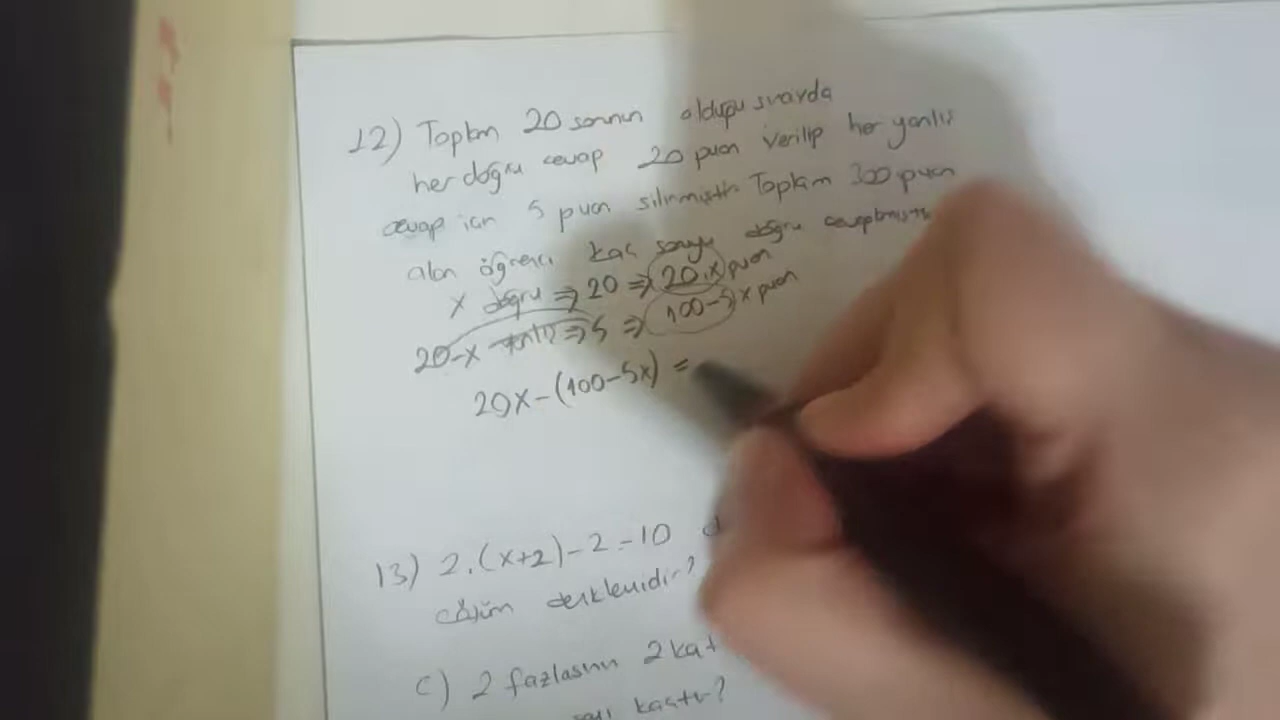 12) Toplam 20 sorunun olduğu sınavda
her doğru cevap 20 puan verilip her yanlış
cevap için 5 puan silinmiştir Toplam 300 puan
alan öğrenci kaç soruyu doğru cevaplamıştır
x doğru ⇒ 20 ⇒ 20.x puan
20-x yanlış ⇒ 5 ⇒ 100-5x puan
20x-(100-5x) =
13) 2.(x+2)-2=10
çözüm denklemidir?
C) 2 fazlasının 2 kat
sayı kaçtır?